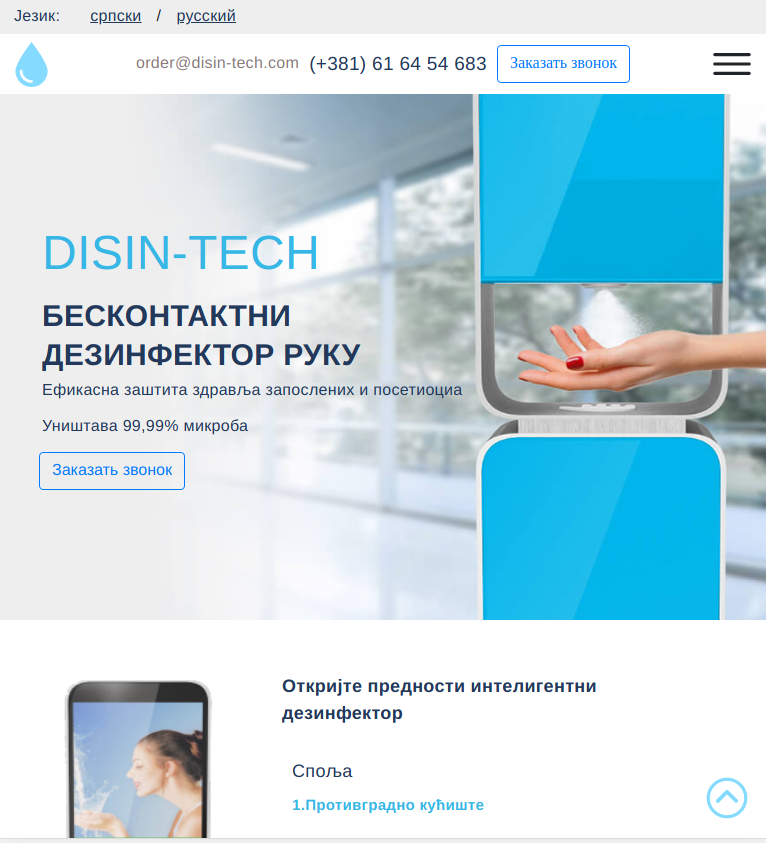 Језик: српски / русский
order@disin-tech.com (+381) 61 64 54 683 Заказать звонок
DISIN-TECH
БЕСКОНТАКТНИ
ДЕЗИНФЕКТОР РУКУ
Ефикасна заштита здравља запослених и посетиоциа
Уништава 99,99% микроба
Заказать звонок
Откријте предности интелигентни
дезинфектор
Споља
1.Противградно кућиште